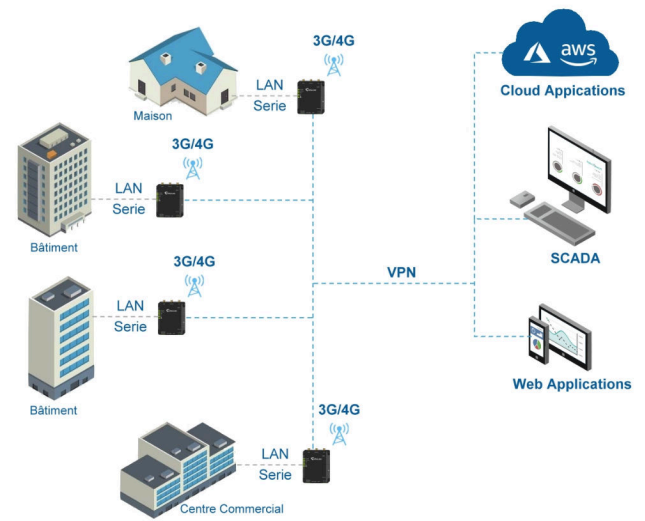 3G/4G
LAN
Serie
Maison
aws
Cloud Appications
3G/4G
LAN
Serie
Bâtiment
SCADA
VPN
3G/4G
LAN
Serie
Bâtiment
Web Applications
3G/4G
LAN
Serie
Centre Commercial